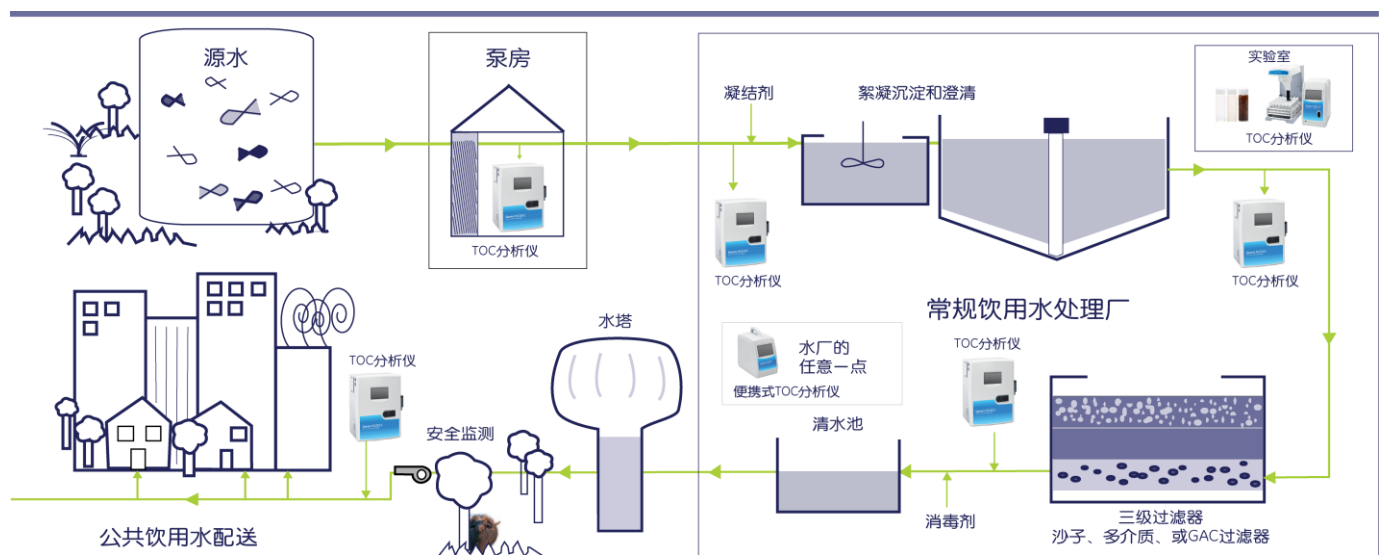 源水
泵房
TOC分析仪
凝结剂
TOC分析仪
絮凝沉淀和澄清
实验室
TOC分析仪
TOC分析仪
常规饮用水处理厂
水厂的
任意一点
便携式TOC分析仪
TOC分析仪
三级过滤器
沙子、多介质、或GAC过滤器
消毒剂
清水池
水塔
安全监测
TOC分析仪
公共饮用水配送